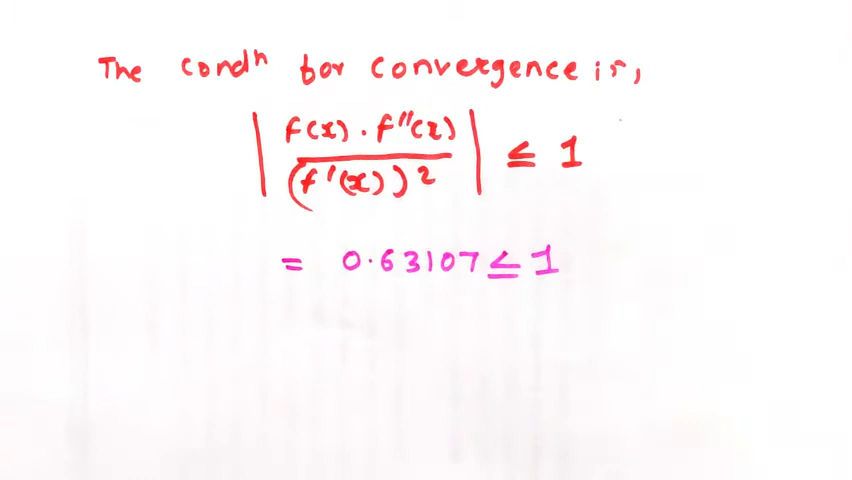 The condⁿ for convergence is,
| f(x) . f''(x) / (f'(x))² | ≤ 1
= 0.63107 ≤ 1